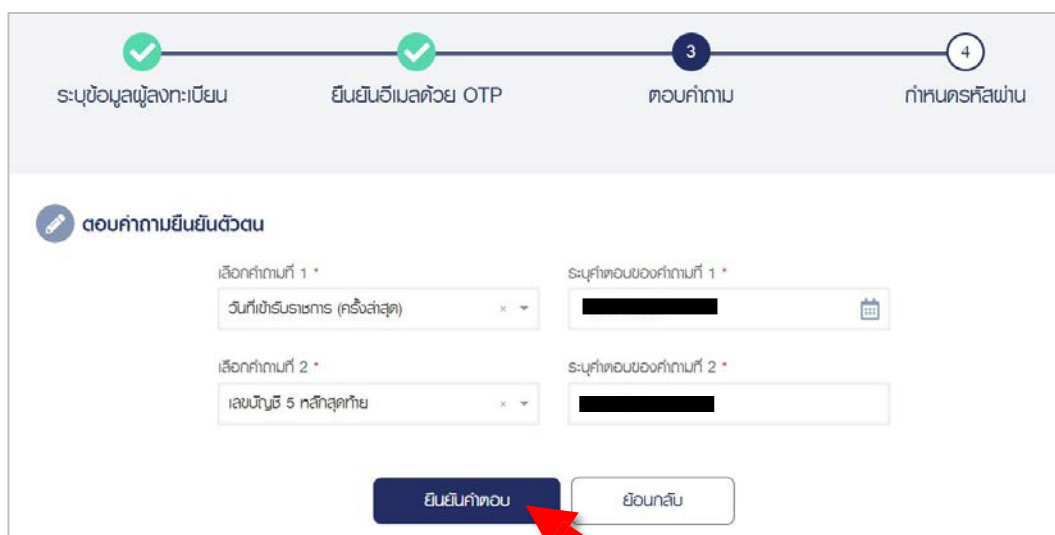 3 4
ระบุข้อมูลผู้ลงทะเบียน ยืนยันอีเมลด้วย OTP ตอบคำถาม กำหนดรหัสผ่าน
ตอบคำถามยืนยันตัวตน
เลือกคำถามที่ 1 * ระบุคำตอบของคำถามที่ 1 *
วันที่เข้ารับราชการ (ครั้งล่าสุด) ×
เลือกคำถามที่ 2 * ระบุคำตอบของคำถามที่ 2 *
เลขบัญชี 5 หลักสุดท้าย ×
ยืนยันคำตอบ ย้อนกลับ